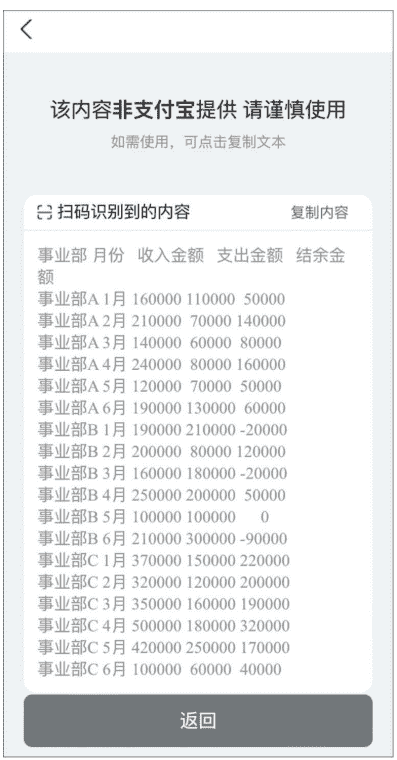 该内容非支付宝提供 请谨慎使用
如需使用，可点击复制文本
扫码识别到的内容 复制内容
事业部 月份 收入金额 支出金额 结余金
额
事业部A 1月 160000 110000 50000
事业部A 2月 210000 70000 140000
事业部A 3月 140000 60000 80000
事业部A 4月 240000 80000 160000
事业部A 5月 120000 70000 50000
事业部A 6月 190000 130000 60000
事业部B 1月 190000 210000 -20000
事业部B 2月 200000 80000 120000
事业部B 3月 160000 180000 -20000
事业部B 4月 250000 200000 50000
事业部B 5月 100000 100000 0
事业部B 6月 210000 300000 -90000
事业部C 1月 370000 150000 220000
事业部C 2月 320000 120000 200000
事业部C 3月 350000 160000 190000
事业部C 4月 500000 180000 320000
事业部C 5月 420000 250000 170000
事业部C 6月 100000 60000 40000
返回